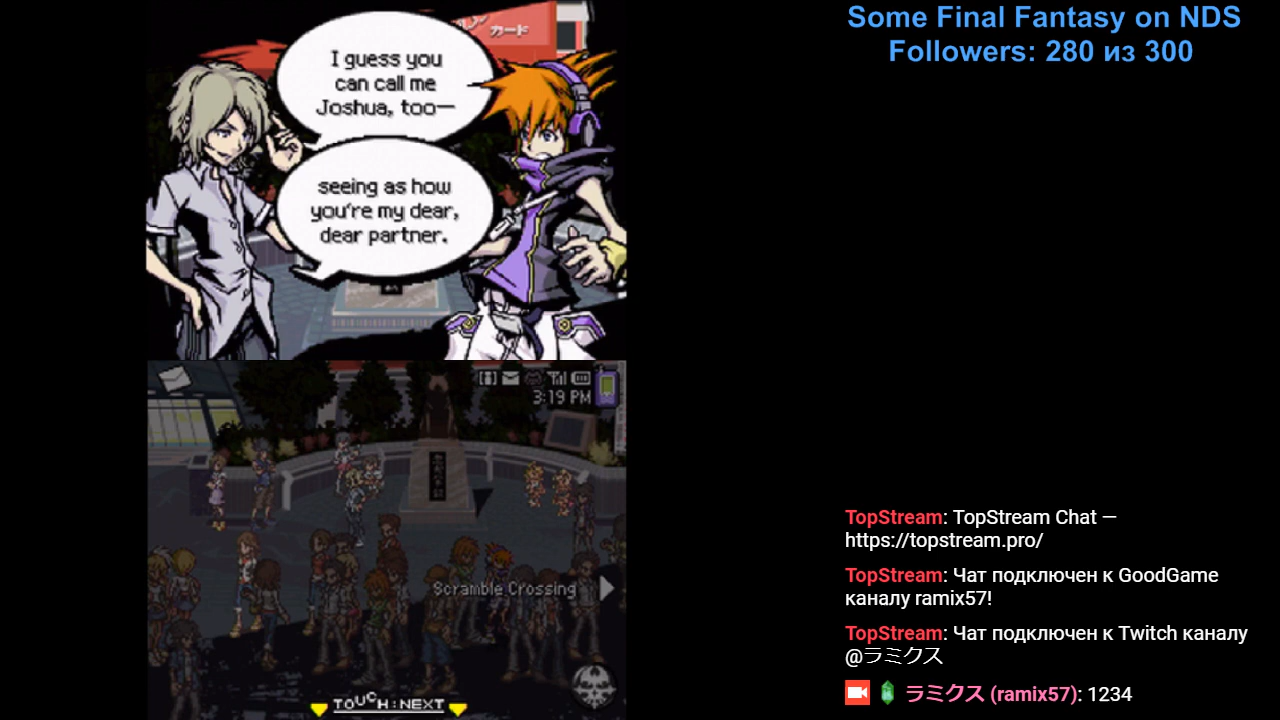 カード
I guess you
can call me
Joshua, too—
seeing as how
you're my dear,
dear partner.
3:19 PM
Scramble Crossing
TOUCH:NEXT
Some Final Fantasy on NDS
Followers: 280 из 300
TopStream: TopStream Chat —
https://topstream.pro/
TopStream: Чат подключен к GoodGame
каналу ramix57!
TopStream: Чат подключен к Twitch каналу
@ラミクス
ラミクス (ramix57): 1234